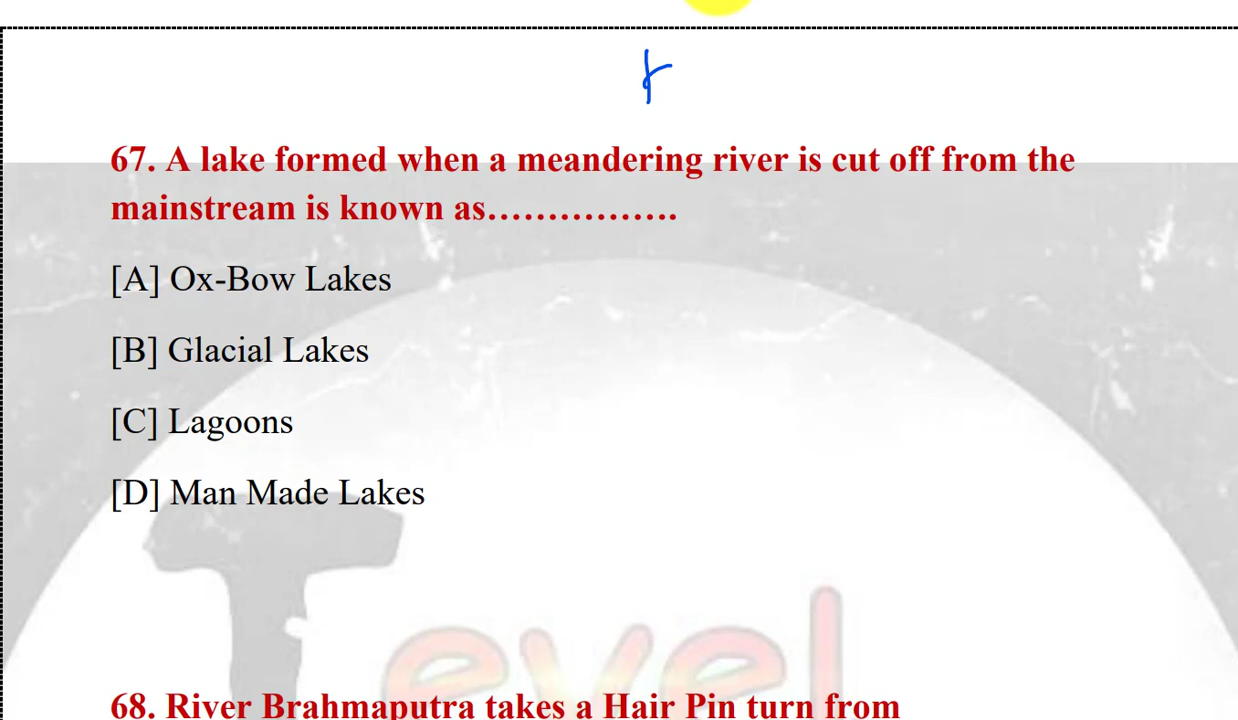 67. A lake formed when a meandering river is cut off from the
mainstream is known as…………….
[A] Ox-Bow Lakes
[B] Glacial Lakes
[C] Lagoons
[D] Man Made Lakes
evel
68. River Brahmaputra takes a Hair Pin turn from